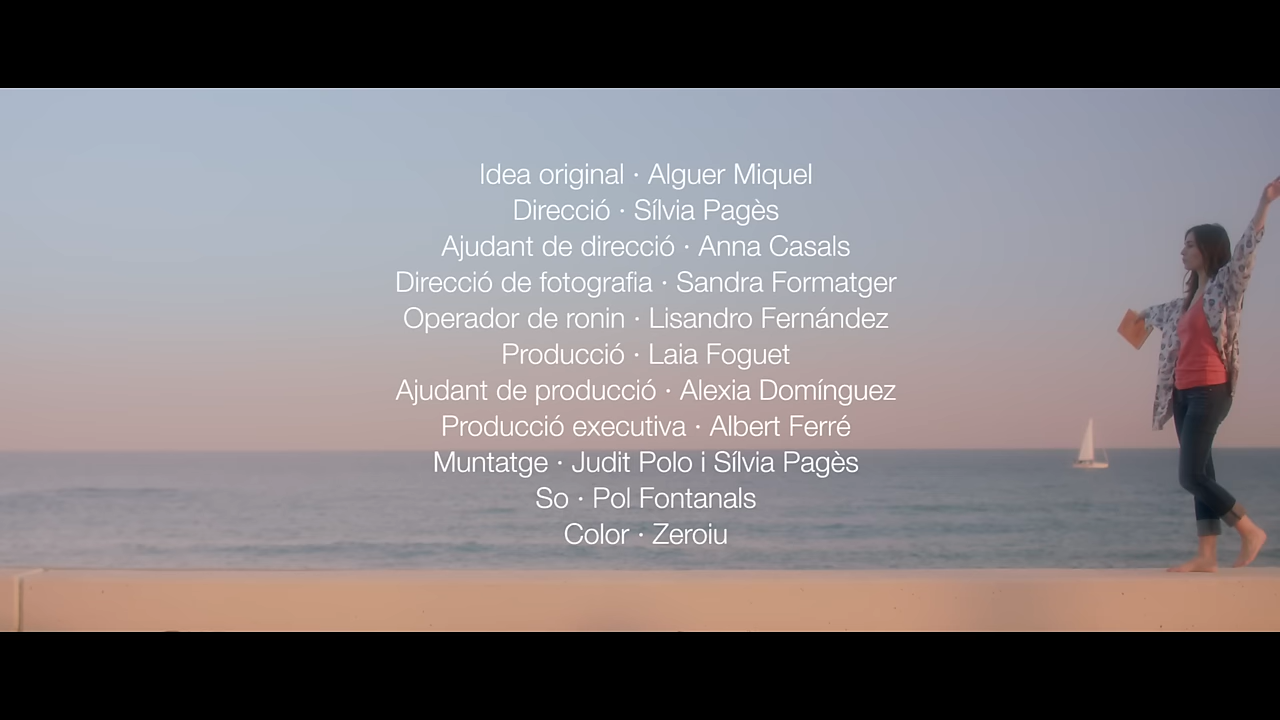 Idea original · Alguer Miquel
Direcció · Sílvia Pagès
Ajudant de direcció · Anna Casals
Direcció de fotografia · Sandra Formatger
Operador de ronin · Lisandro Fernández
Producció · Laia Foguet
Ajudant de producció · Alexia Domínguez
Producció executiva · Albert Ferré
Muntatge · Judit Polo i Sílvia Pagès
So · Pol Fontanals
Color · Zeroiu